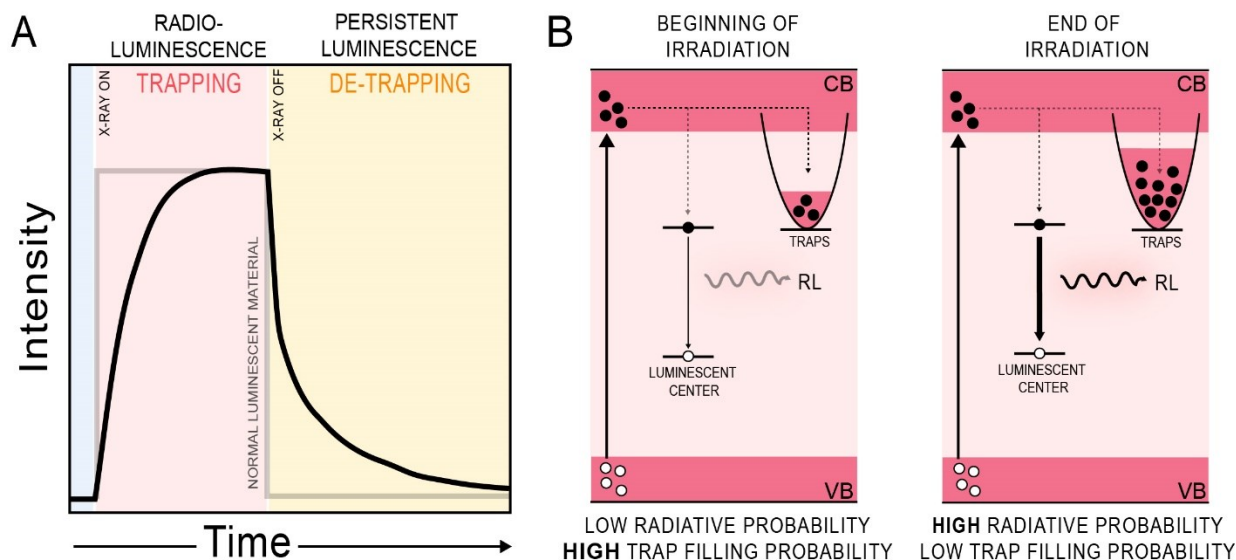 A
RADIO-
LUMINESCENCE
PERSISTENT
LUMINESCENCE
TRAPPING
DE-TRAPPING
X-RAY ON
X-RAY OFF
NORMAL LUMINESCENT MATERIAL
Intensity
Time
B
BEGINNING OF
IRRADIATION
CB
TRAPS
RL
LUMINESCENT
CENTER
VB
LOW RADIATIVE PROBABILITY
HIGH TRAP FILLING PROBABILITY
END OF
IRRADIATION
CB
TRAPS
RL
LUMINESCENT
CENTER
VB
HIGH RADIATIVE PROBABILITY
LOW TRAP FILLING PROBABILITY